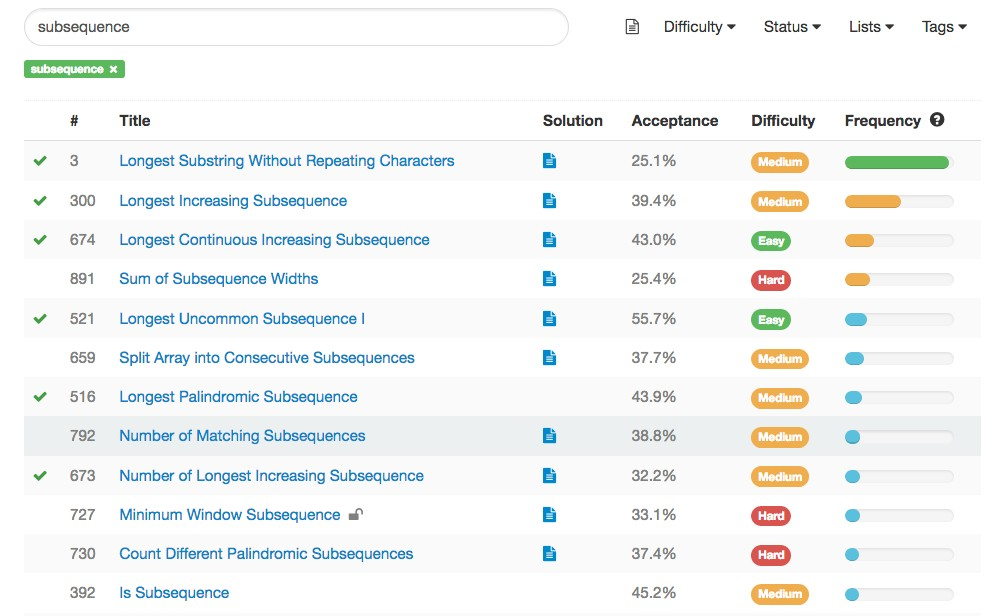 subsequence
Difficulty Status Lists Tags
subsequence ×
# Title Solution Acceptance Difficulty Frequency ?
3 Longest Substring Without Repeating Characters 25.1% Medium
300 Longest Increasing Subsequence 39.4% Medium
674 Longest Continuous Increasing Subsequence 43.0% Easy
891 Sum of Subsequence Widths 25.4% Hard
521 Longest Uncommon Subsequence I 55.7% Easy
659 Split Array into Consecutive Subsequences 37.7% Medium
516 Longest Palindromic Subsequence 43.9% Medium
792 Number of Matching Subsequences 38.8% Medium
673 Number of Longest Increasing Subsequence 32.2% Medium
727 Minimum Window Subsequence 33.1% Hard
730 Count Different Palindromic Subsequences 37.4% Hard
392 Is Subsequence 45.2% Medium